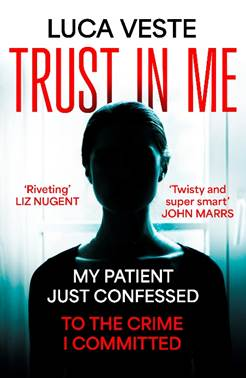 LUCA VESTE
TRUST IN ME
‘Riveting’
LIZ NUGENT
‘Twisty and
super smart’
JOHN MARRS
MY PATIENT
JUST CONFESSED
TO THE CRIME
I COMMITTED